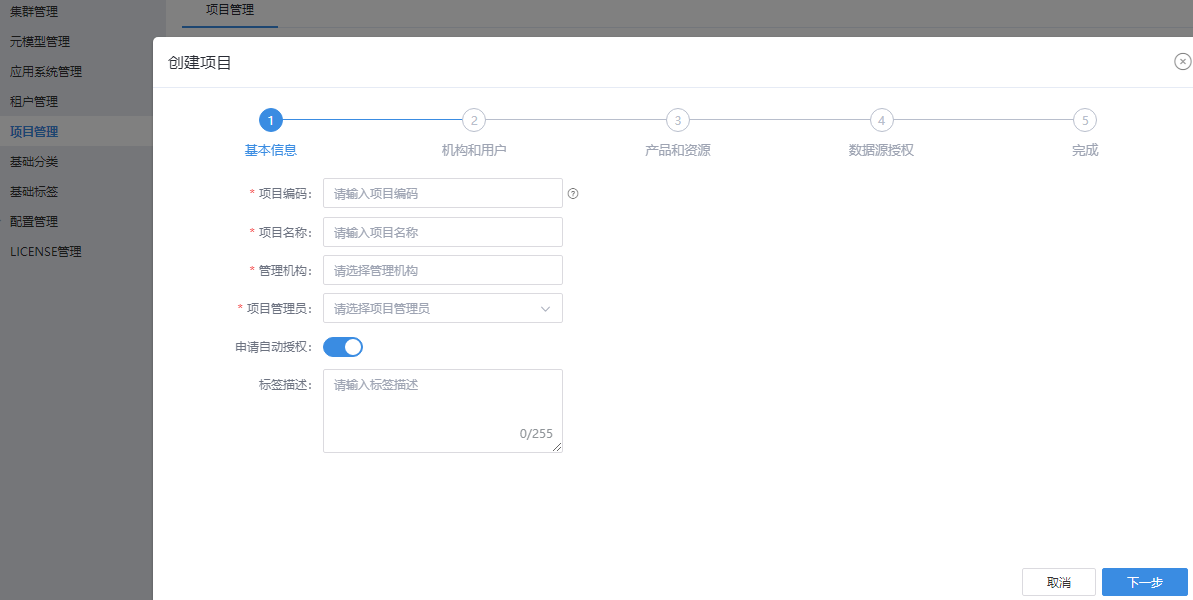 集群管理
元模型管理
应用系统管理
租户管理
项目管理
基础分类
基础标签
配置管理
LICENSE管理
项目管理
创建项目
1
2
3
4
5
基本信息
机构和用户
产品和资源
数据源授权
完成
* 项目编码: 请输入项目编码 ?
* 项目名称: 请输入项目名称
* 管理机构: 请选择管理机构
* 项目管理员: 请选择项目管理员
申请自动授权:
标签描述: 请输入标签描述
0/255
取消
下一步